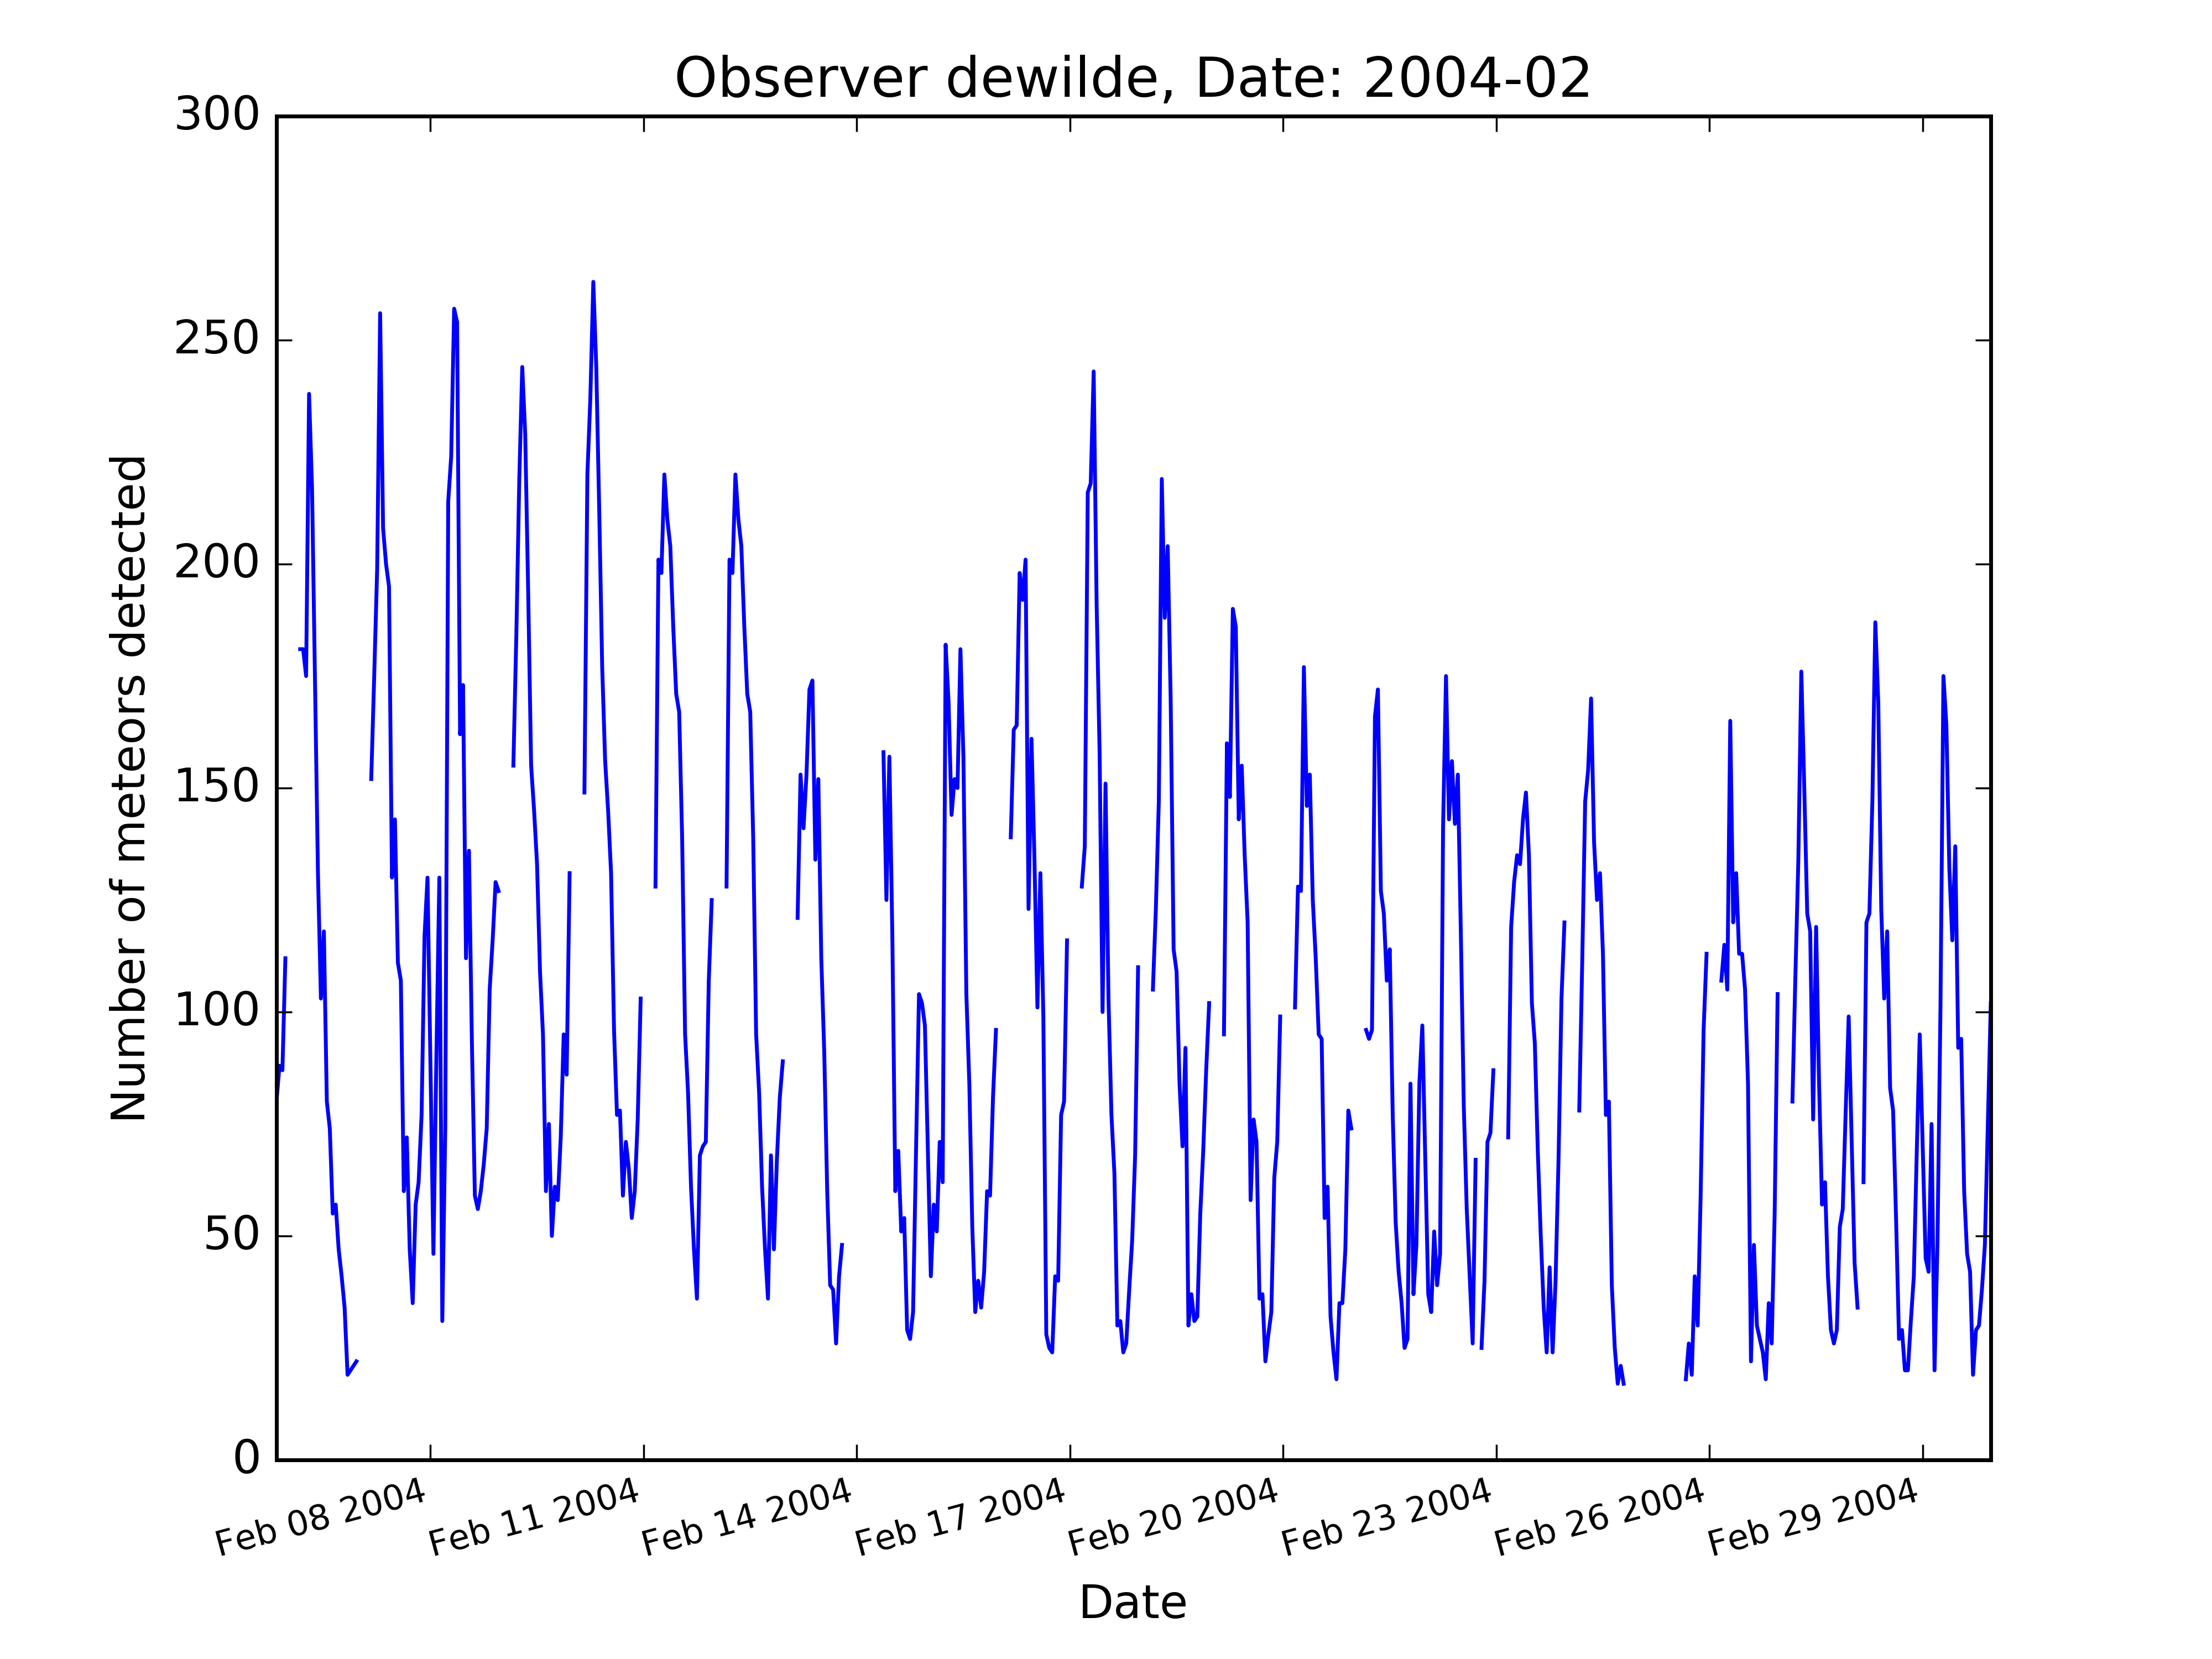 Observer dewilde, Date: 2004-02
300
250
200
150
100
50
0
Number of meteors detected
Feb 08 2004
Feb 11 2004
Feb 14 2004
Feb 17 2004
Feb 20 2004
Feb 23 2004
Feb 26 2004
Feb 29 2004
Date